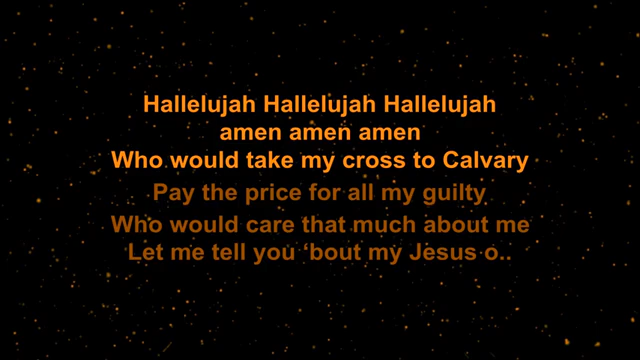 Hallelujah Hallelujah Hallelujah
amen amen amen
Who would take my cross to Calvary
Pay the price for all my guilty
Who would care that much about me
Let me tell you ‘bout my Jesus o..